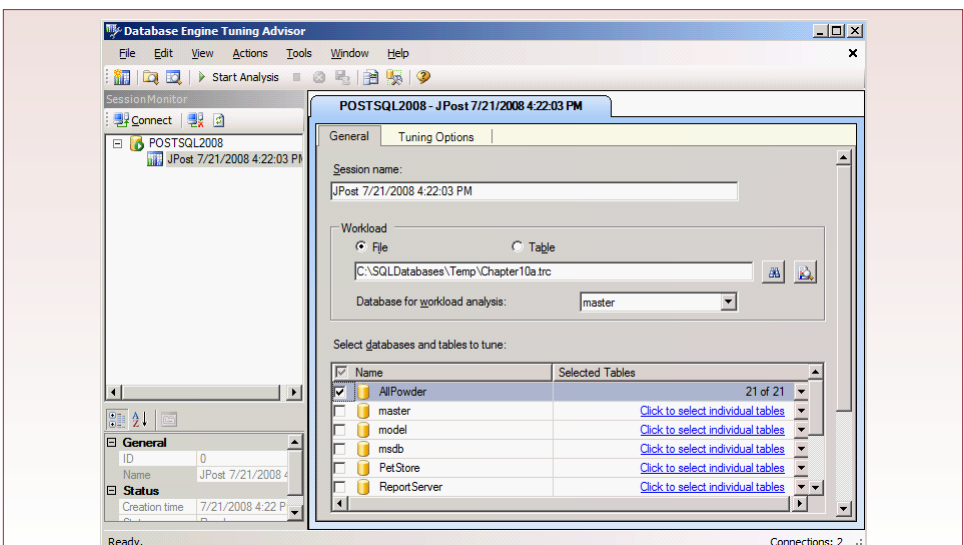 Database Engine Tuning Advisor
File Edit View Actions Tools Window Help
Start Analysis
Session Monitor
Connect
POSTSQL2008
JPost 7/21/2008 4:22:03 PM
General
ID 0
Name JPost 7/21/2008 4
Status
Creation time 7/21/2008 4:22 P
POSTSQL2008 - JPost 7/21/2008 4:22:03 PM
General Tuning Options
Session name:
JPost 7/21/2008 4:22:03 PM
Workload
File Table
C:\SQLDatabases\Temp\Chapter10a.trc
Database for workload analysis: master
Select databases and tables to tune:
Name Selected Tables
AllPowder 21 of 21
master Click to select individual tables
model Click to select individual tables
msdb Click to select individual tables
PetStore Click to select individual tables
ReportServer Click to select individual tables
Ready. Connections: 2